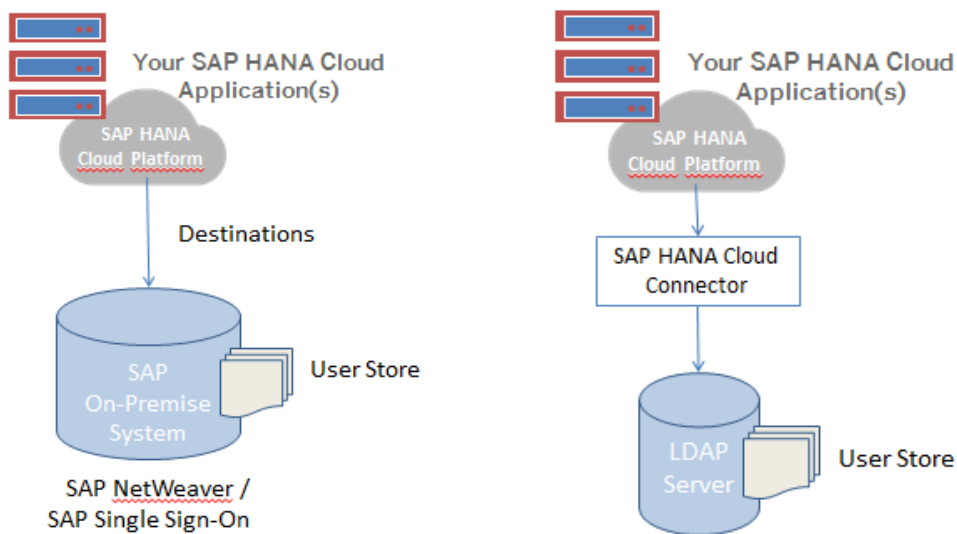 Your SAP HANA Cloud
Application(s)
SAP HANA
Cloud Platform
Destinations
SAP
On-Premise
System
User Store
SAP NetWeaver /
SAP Single Sign-On
Your SAP HANA Cloud
Application(s)
SAP HANA
Cloud Platform
SAP HANA Cloud
Connector
LDAP
Server
User Store